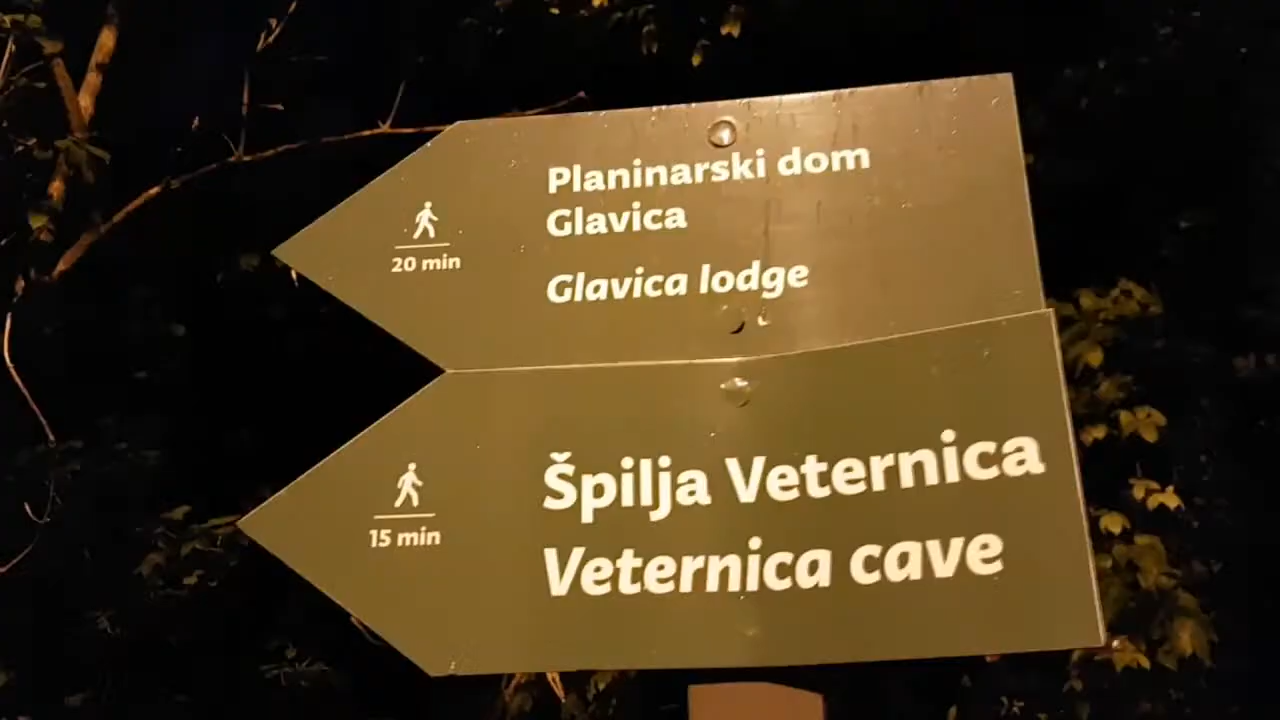 Planinarski dom
Glavica
20 min
Glavica lodge
Špilja Veternica
15 min
Veternica cave